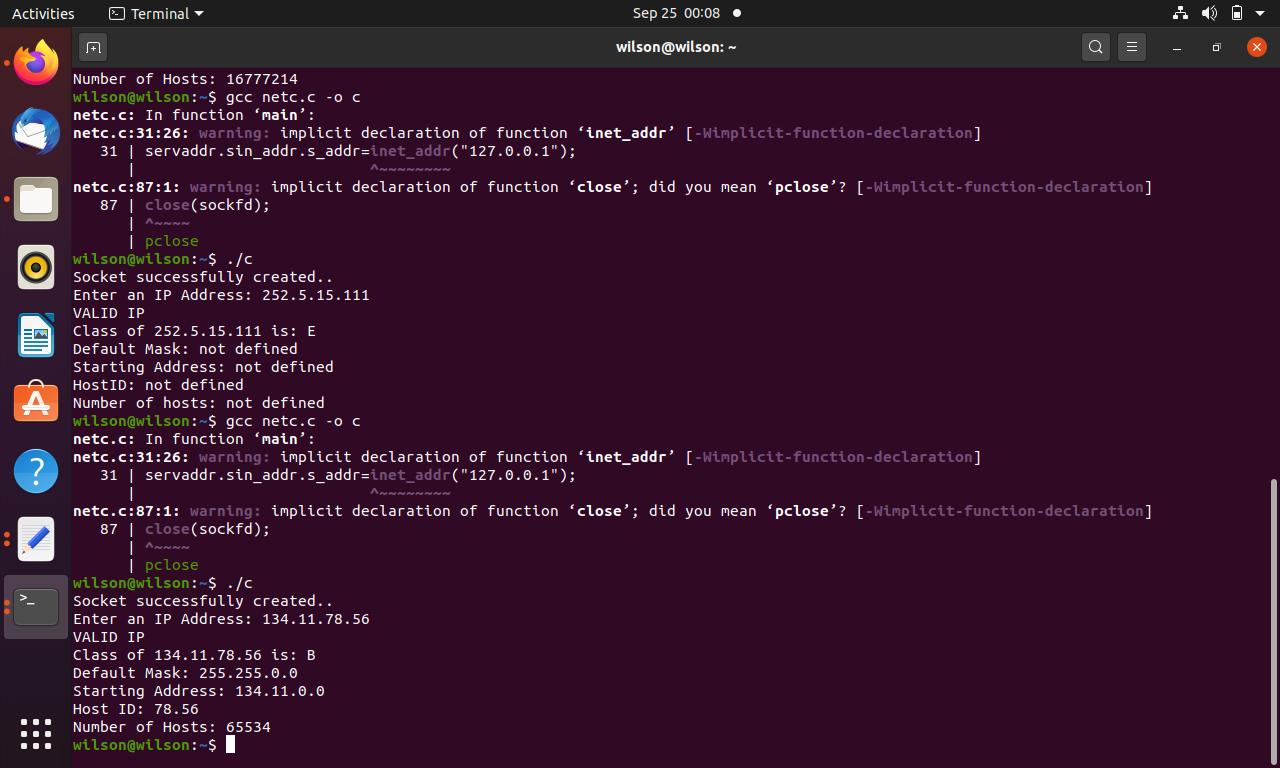 Activities Terminal Sep 25 00:08
wilson@wilson: ~
Number of Hosts: 16777214
wilson@wilson:~$ gcc netc.c -o c
netc.c: In function ‘main’:
netc.c:31:26: warning: implicit declaration of function ‘inet_addr’ [-Wimplicit-function-declaration]
   31 | servaddr.sin_addr.s_addr=inet_addr("127.0.0.1");
      |                          ^~~~~~~~~
netc.c:87:1: warning: implicit declaration of function ‘close’; did you mean ‘pclose’? [-Wimplicit-function-declaration]
   87 | close(sockfd);
      | ^~~~~
      | pclose
wilson@wilson:~$ ./c
Socket successfully created..
Enter an IP Address: 252.5.15.111
VALID IP
Class of 252.5.15.111 is: E
Default Mask: not defined
Starting Address: not defined
HostID: not defined
Number of hosts: not defined
wilson@wilson:~$ gcc netc.c -o c
netc.c: In function ‘main’:
netc.c:31:26: warning: implicit declaration of function ‘inet_addr’ [-Wimplicit-function-declaration]
   31 | servaddr.sin_addr.s_addr=inet_addr("127.0.0.1");
      |                          ^~~~~~~~~
netc.c:87:1: warning: implicit declaration of function ‘close’; did you mean ‘pclose’? [-Wimplicit-function-declaration]
   87 | close(sockfd);
      | ^~~~~
      | pclose
wilson@wilson:~$ ./c
Socket successfully created..
Enter an IP Address: 134.11.78.56
VALID IP
Class of 134.11.78.56 is: B
Default Mask: 255.255.0.0
Starting Address: 134.11.0.0
Host ID: 78.56
Number of Hosts: 65534
wilson@wilson:~$